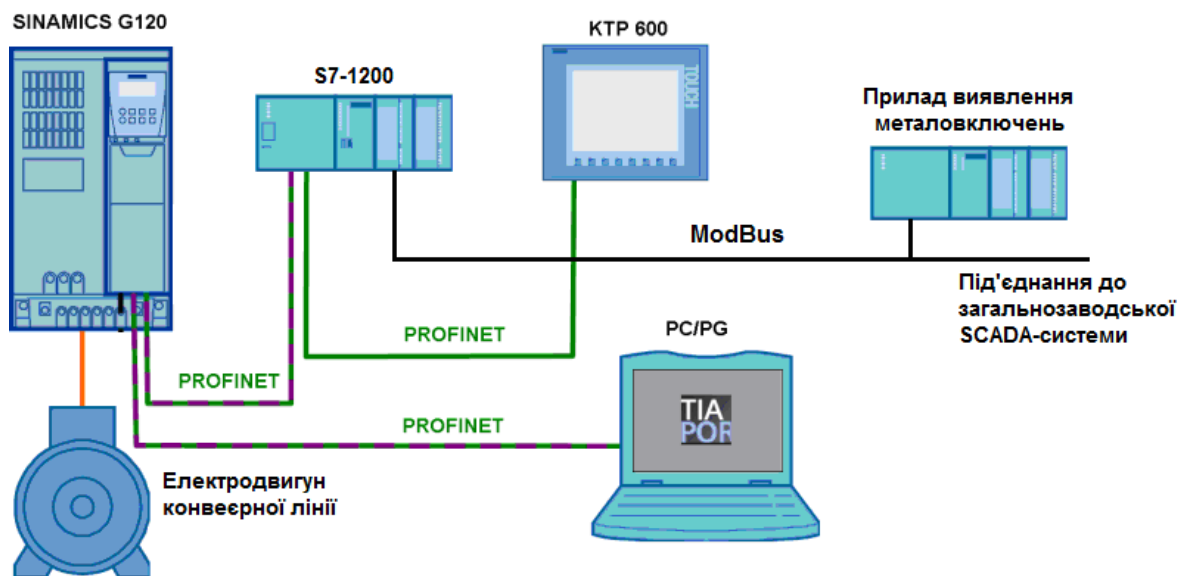 SINAMICS G120
KTP 600
S7-1200
TOUCH
Прилад виявлення
металовключень
ModBus
Під'єднання до
загальнозаводської
SCADA-системи
PROFINET
PC/PG
PROFINET
PROFINET
TIA
POR
Електродвигун
конвеєрної лінії